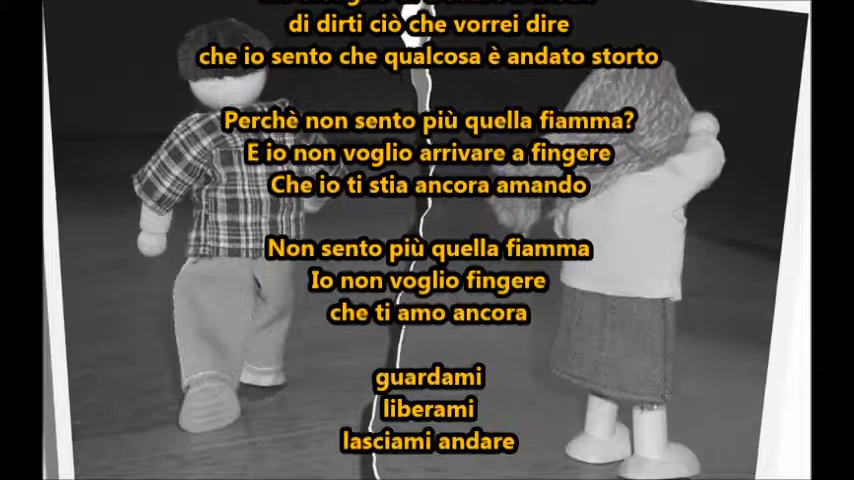 di dirti ciò che vorrei dire
che io sento che qualcosa è andato storto
Perchè non sento più quella fiamma?
E io non voglio arrivare a fingere
Che io ti stia ancora amando
Non sento più quella fiamma
Io non voglio fingere
che ti amo ancora
guardami
liberami
lasciami andare